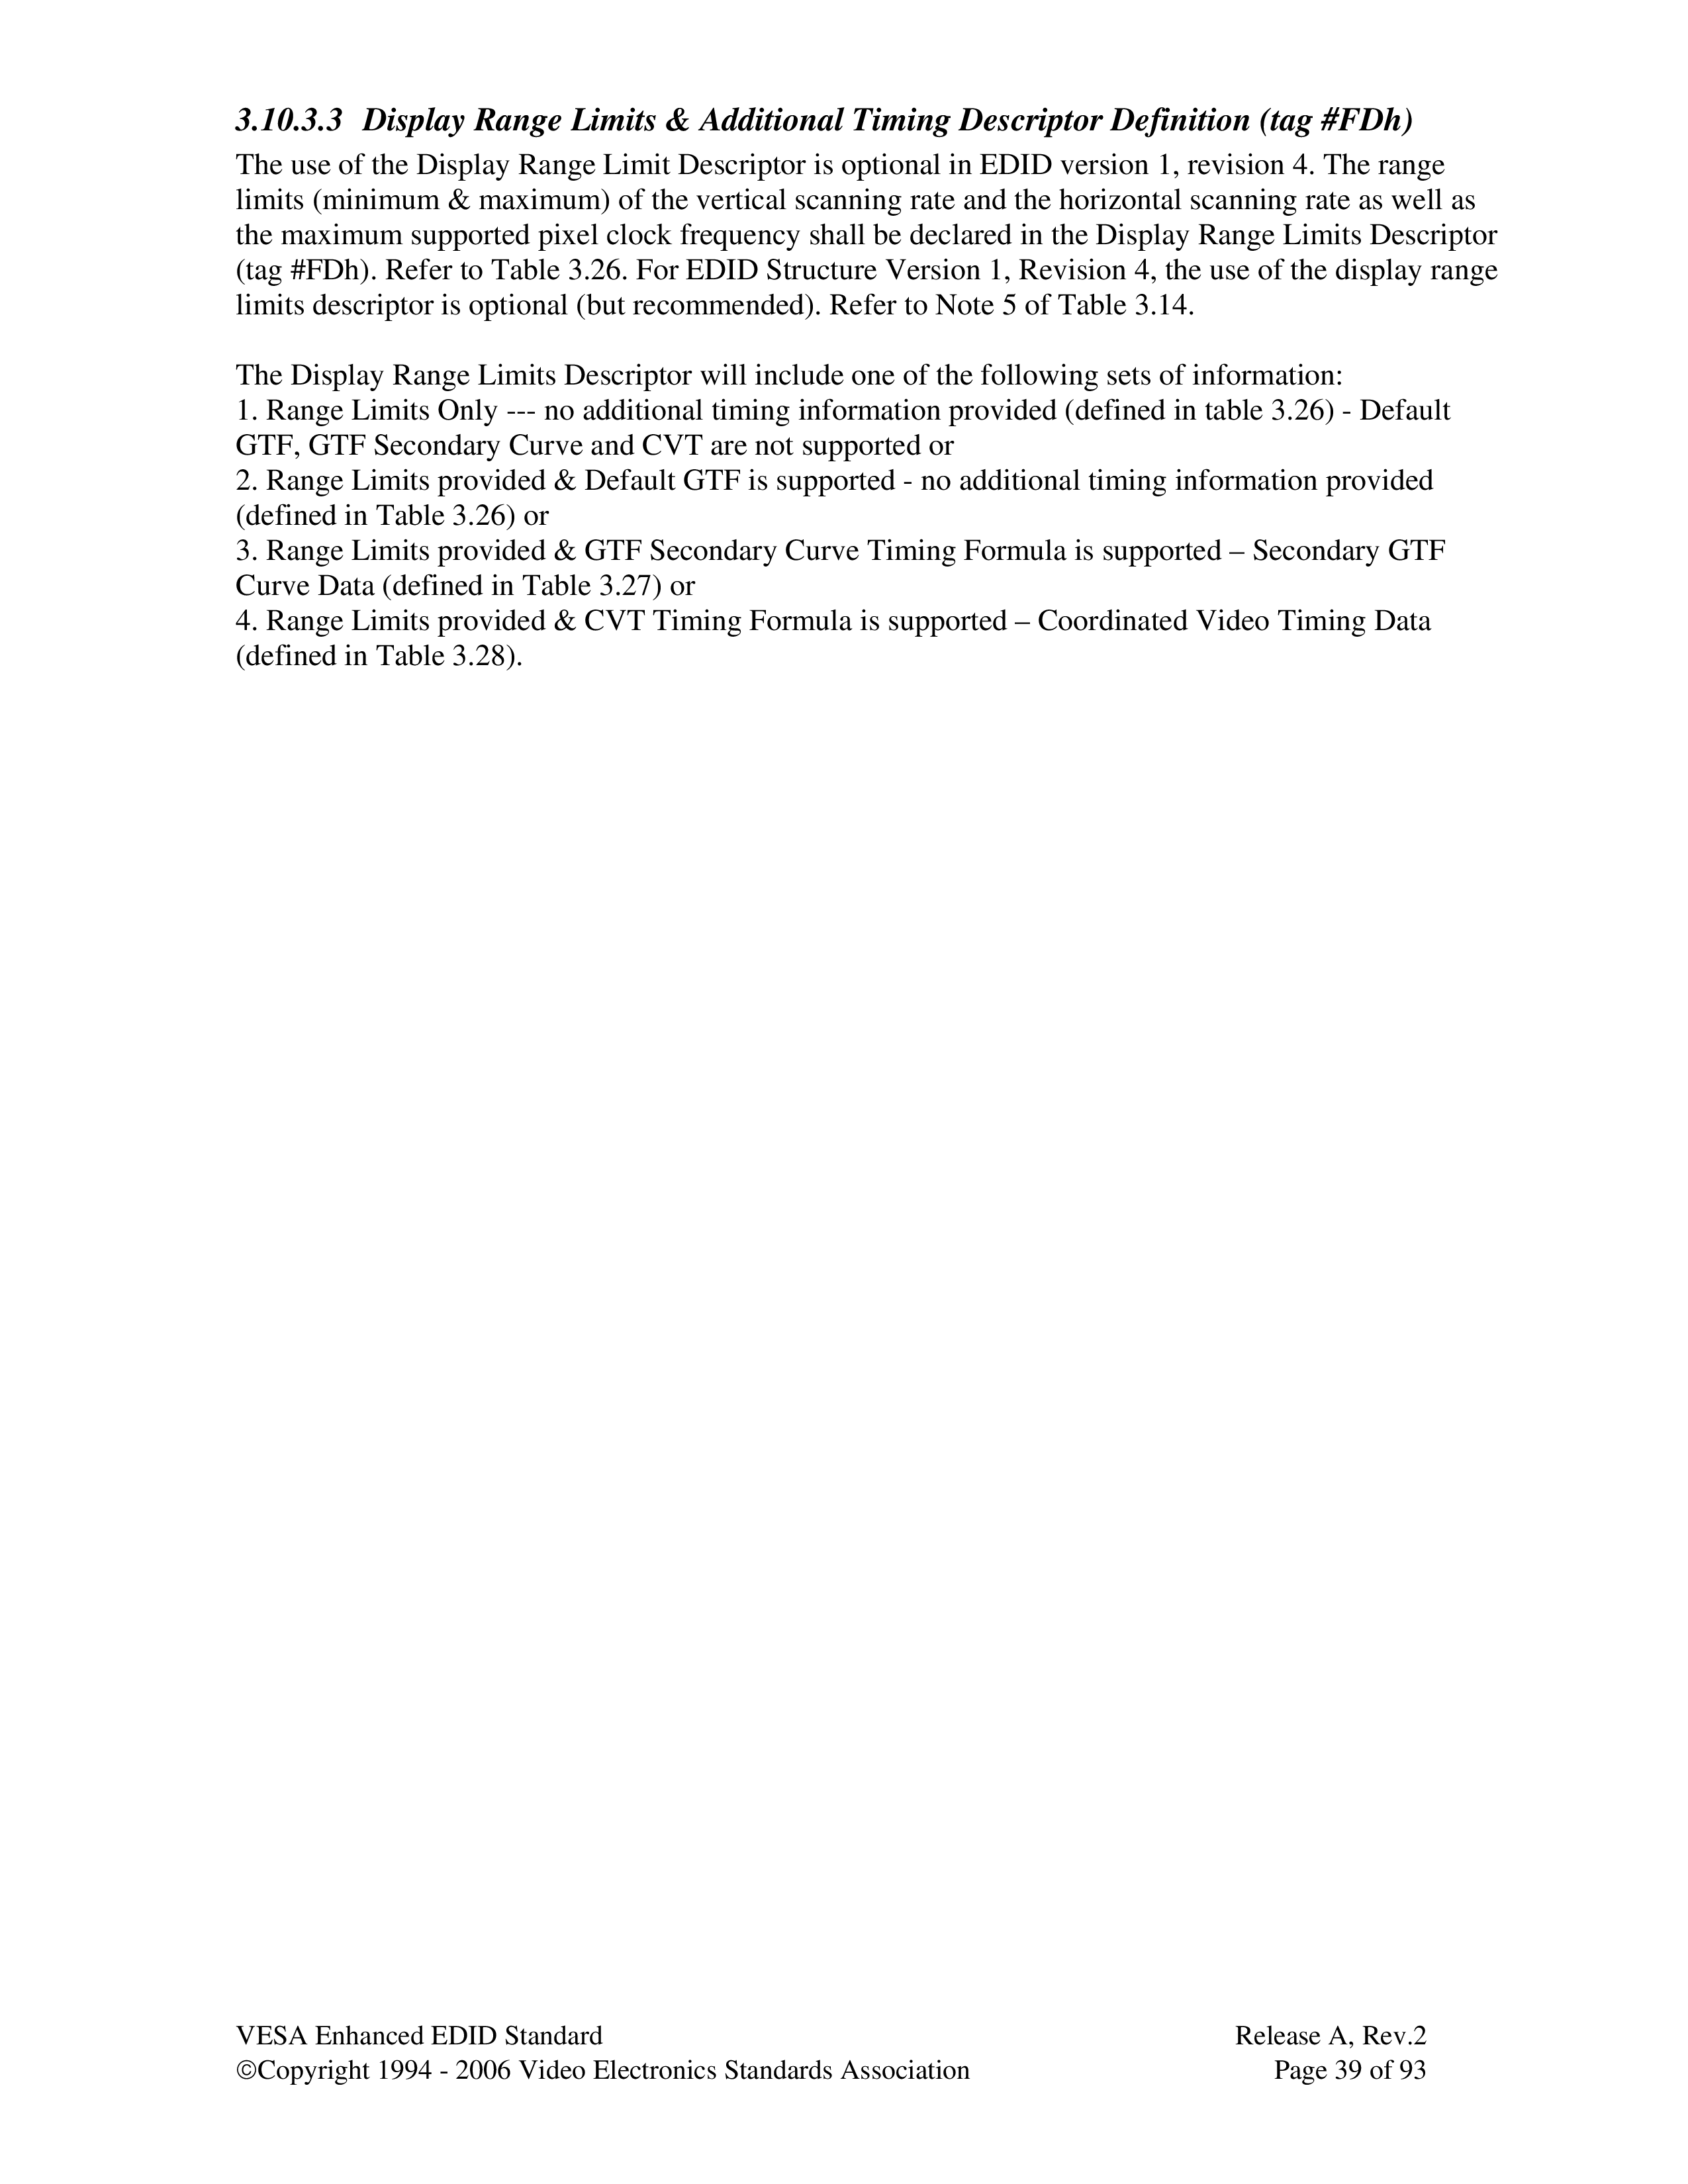 3.10.3.3 Display Range Limits & Additional Timing Descriptor Definition (tag #FDh)
The use of the Display Range Limit Descriptor is optional in EDID version 1, revision 4. The range
limits (minimum & maximum) of the vertical scanning rate and the horizontal scanning rate as well as
the maximum supported pixel clock frequency shall be declared in the Display Range Limits Descriptor
(tag #FDh). Refer to Table 3.26. For EDID Structure Version 1, Revision 4, the use of the display range
limits descriptor is optional (but recommended). Refer to Note 5 of Table 3.14.
The Display Range Limits Descriptor will include one of the following sets of information:
1. Range Limits Only --- no additional timing information provided (defined in table 3.26) - Default
GTF, GTF Secondary Curve and CVT are not supported or
2. Range Limits provided & Default GTF is supported - no additional timing information provided
(defined in Table 3.26) or
3. Range Limits provided & GTF Secondary Curve Timing Formula is supported – Secondary GTF
Curve Data (defined in Table 3.27) or
4. Range Limits provided & CVT Timing Formula is supported – Coordinated Video Timing Data
(defined in Table 3.28).
VESA Enhanced EDID Standard Release A, Rev.2
©Copyright 1994 - 2006 Video Electronics Standards Association Page 39 of 93